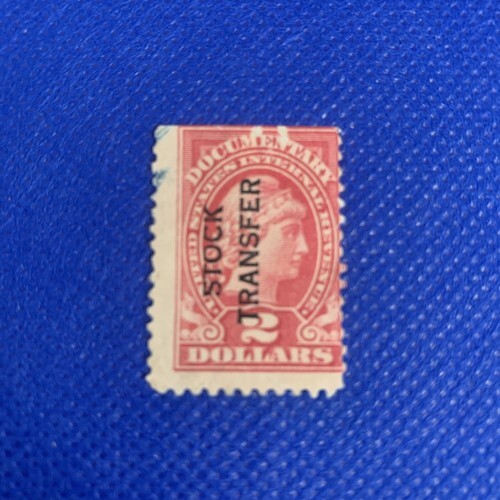 DOCUMENTARY
UNITED STATES INTERNAL REVENUE
STOCK
TRANSFER
2
DOLLARS